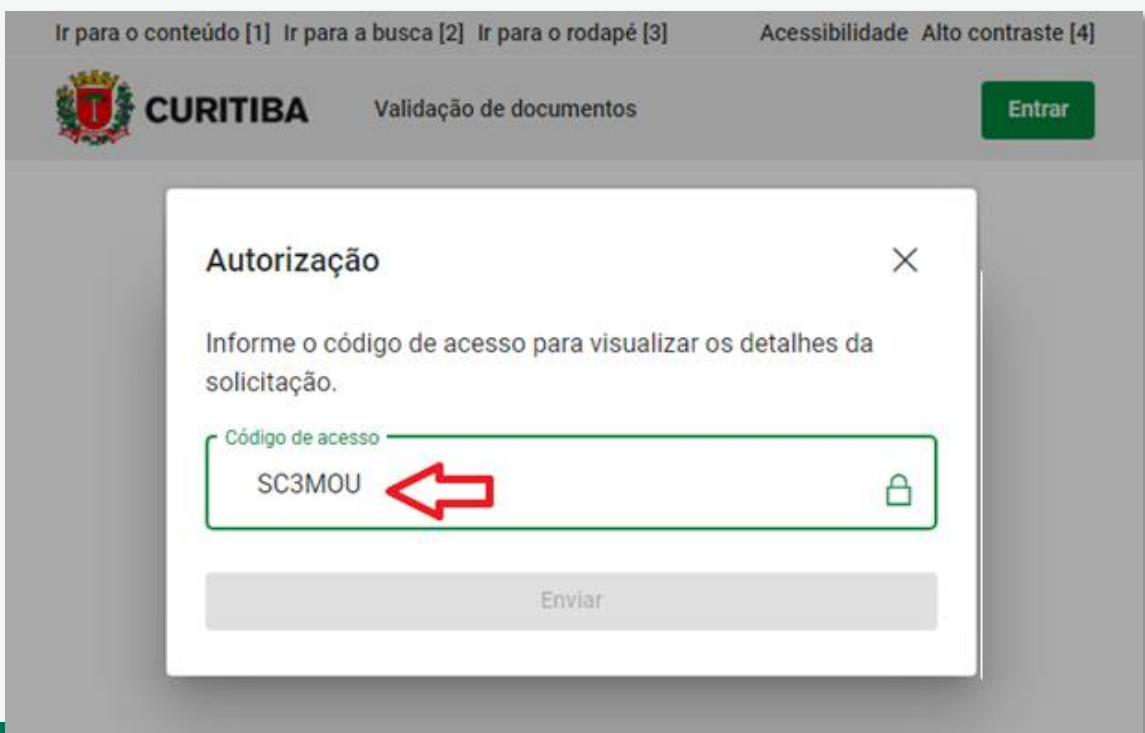 Ir para o conteúdo [1] Ir para a busca [2] Ir para o rodapé [3] Acessibilidade Alto contraste [4]
CURITIBA Validação de documentos Entrar
Autorização
Informe o código de acesso para visualizar os detalhes da
solicitação.
Código de acesso
SC3MOU
Enviar